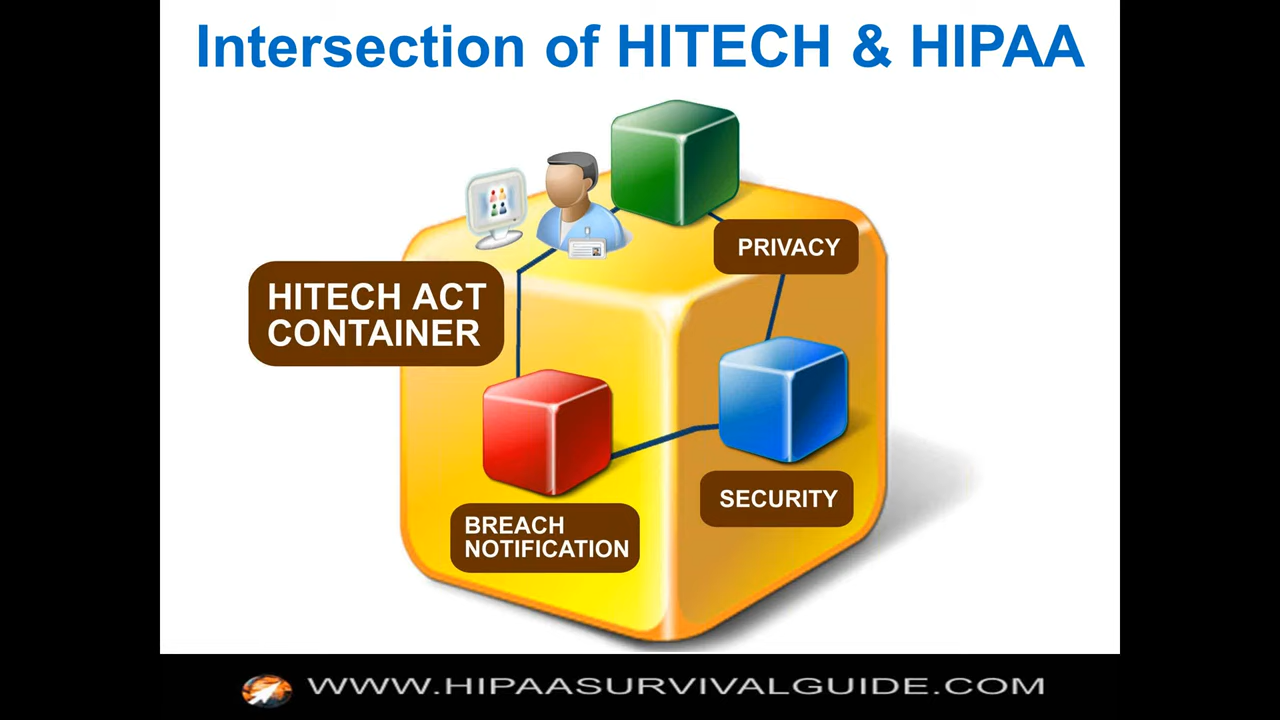 Intersection of HITECH & HIPAA
PRIVACY
HITECH ACT
CONTAINER
SECURITY
BREACH
NOTIFICATION
WWW.HIPAASURVIVALGUIDE.COM